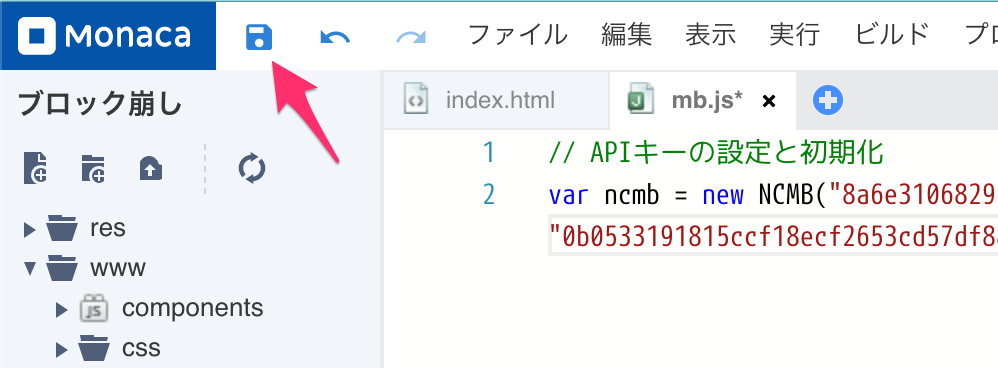 Monaca
ファイル 編集 表示 実行 ビルド プロ
ブロック崩し
index.html
mb.js*
1 // APIキーの設定と初期化
2 var ncmb = new NCMB("8a6e3106829
"0b0533191815ccf18ecf2653cd57df8
res
www
JS components
css